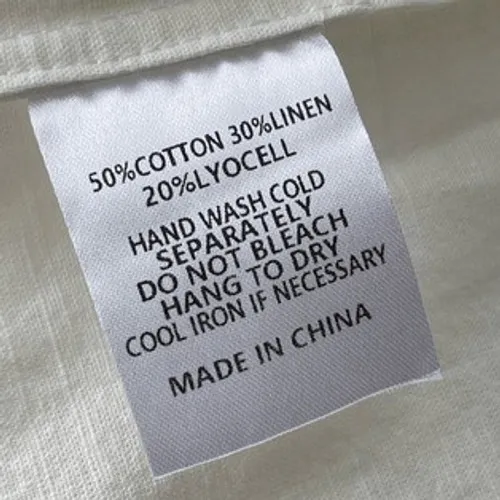 50%COTTON 30%LINEN
20%LYOCELL
HAND WASH COLD
SEPARATELY
DO NOT BLEACH
HANG TO DRY
COOL IRON IF NECESSARY
MADE IN CHINA